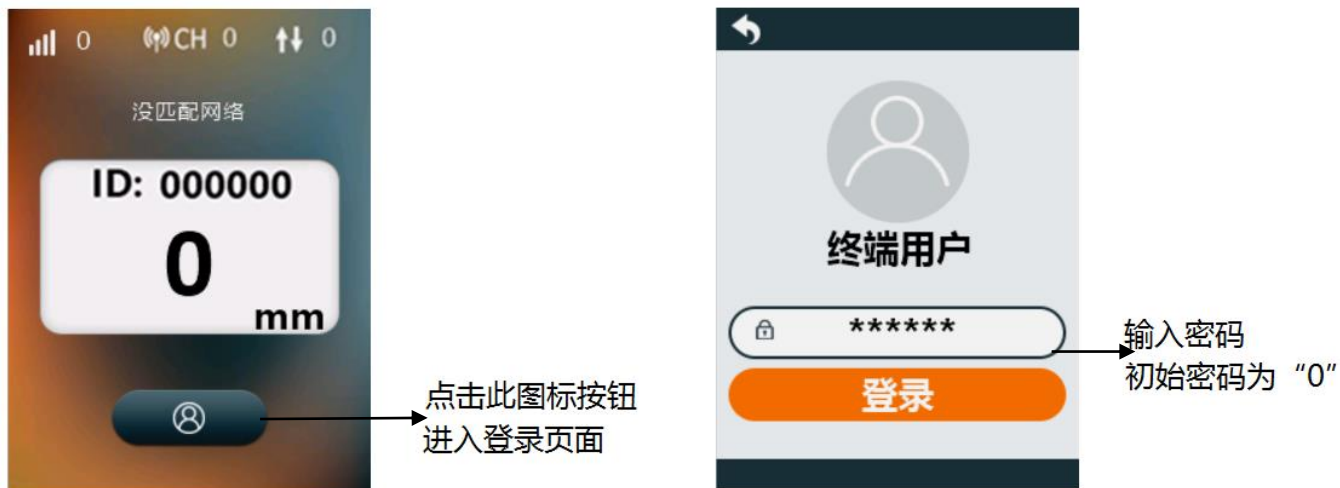 0 CH 0 0
没匹配网络
ID: 000000
0
mm
点击此图标按钮
进入登录页面
终端用户
******
登录
输入密码
初始密码为“0”